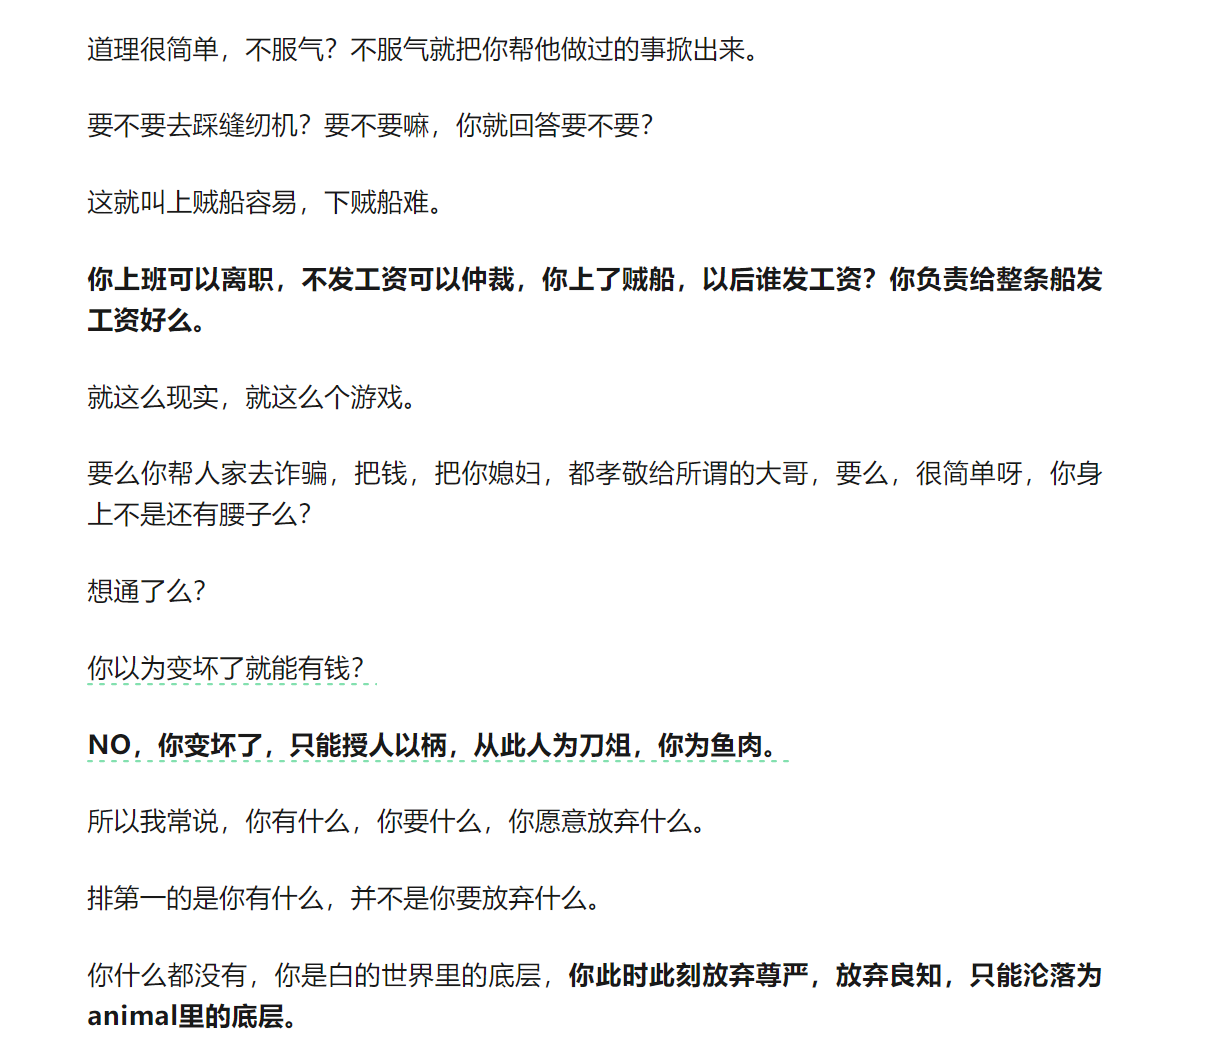 道理很简单，不服气？不服气就把你帮他做过的事掀出来。
要不要去踩缝纫机？要不要嘛，你就回答要不要？
这就叫上贼船容易，下贼船难。
你上班可以离职，不发工资可以仲裁，你上了贼船，以后谁发工资？你负责给整条船发
工资好么。
就这么现实，就这么个游戏。
要么你帮人家去诈骗，把钱，把你媳妇，都孝敬给所谓的大哥，要么，很简单呀，你身
上不是还有腰子么？
想通了么？
你以为变坏了就能有钱？
NO，你变坏了，只能授人以柄，从此人为刀俎，你为鱼肉。
所以我常说，你有什么，你要什么，你愿意放弃什么。
排第一的是你有什么，并不是你要放弃什么。
你什么都没有，你是白的世界里的底层，你此时此刻放弃尊严，放弃良知，只能沦落为
animal里的底层。